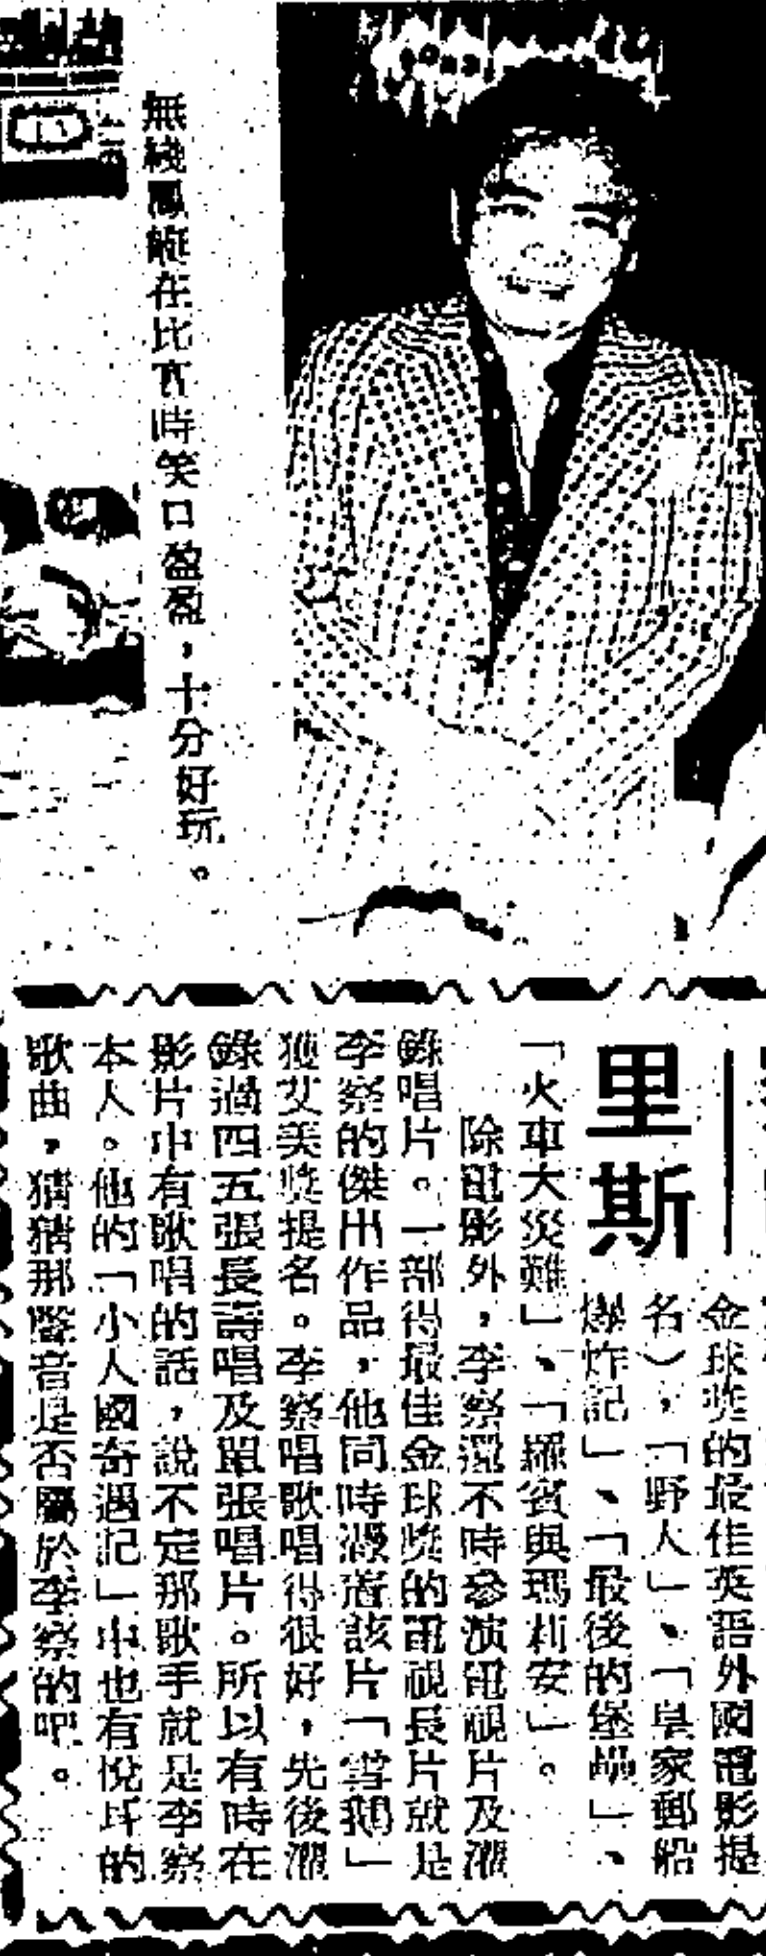 無綫鳳䴉在比賽時笑口盈盈,十分好玩。
里斯
金球獎的最佳英語外國電影提
名),「野人」、「皇家郵船
爆炸記」、「最後的堡壘」、
「火車大災難」、「羅賓與瑪莉安」。
除電影外,李察還不時參演電視片及灌
錄唱片。一部得最佳金球獎的電視長片就是
李察的傑出作品,他同時灌該片「雪鵝」
獲艾美獎提名。李察唱歌唱得很好,先後灌
錄過四五張長壽唱及單張唱片。所以有時在
影片中有歌唱的話,說不定那歌手就是李察
本人。他的「小人國奇遇記」中也有悅耳的
歌曲,猜猜那聲音是否屬於李察的吧。